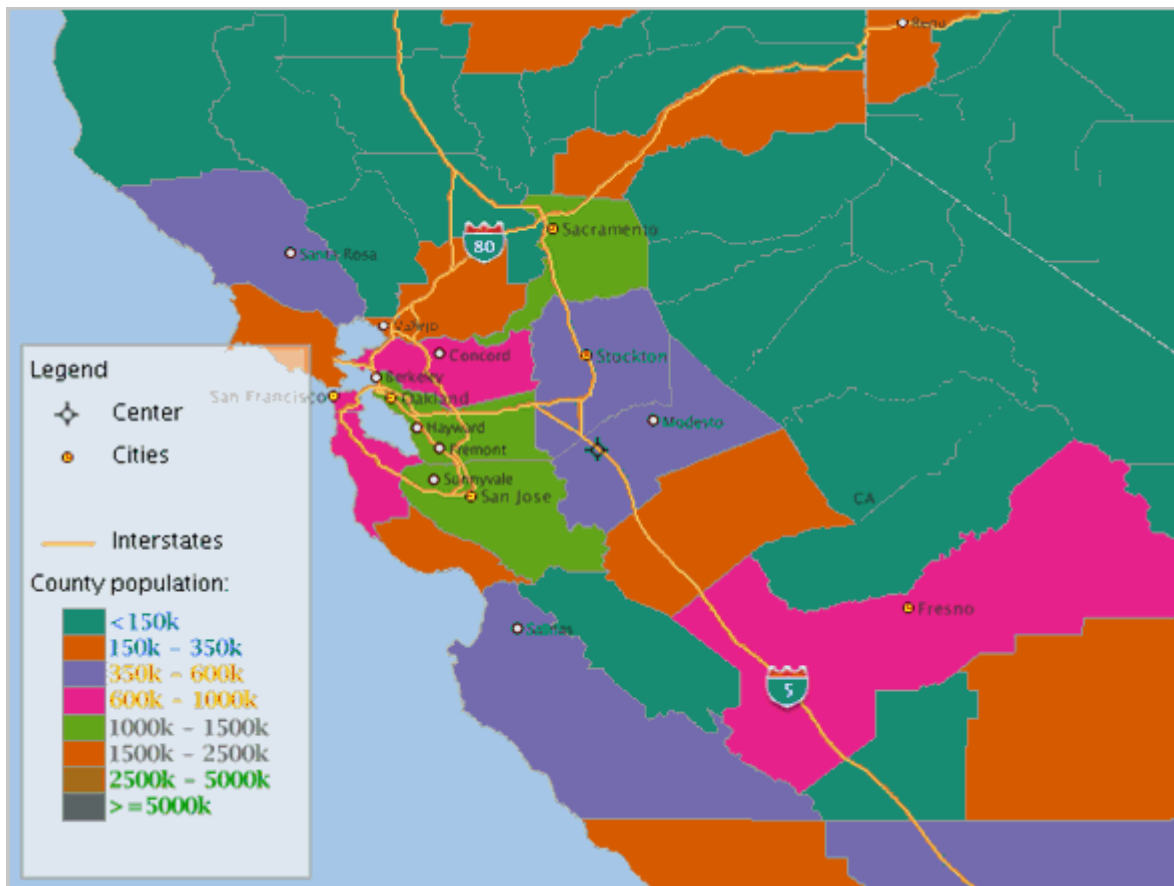 Reno
Sacramento
80
Santa Rosa
Vallejo
Stockton
Concord
Berkeley
San Francisco
Oakland
Modesto
Hayward
Fremont
Sunnyvale
San Jose
CA
Fresno
Salinas
5
Legend
Center
Cities
Interstates
County population:
<150k
150k - 350k
350k - 600k
600k - 1000k
1000k - 1500k
1500k - 2500k
2500k - 5000k
>=5000k